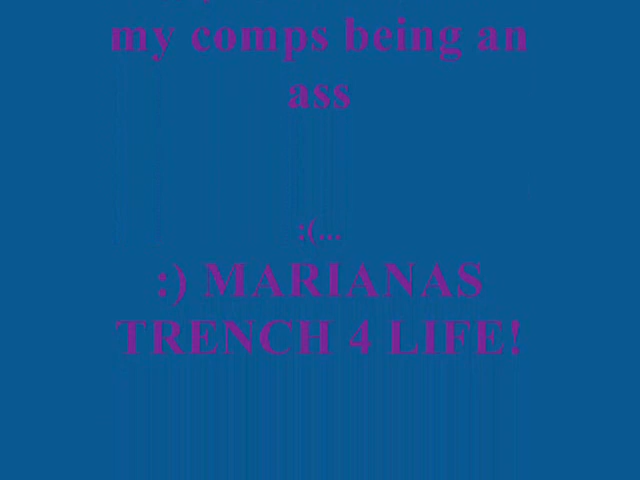 my comps being an
ass
:(...
:) MARIANAS
TRENCH 4 LIFE!